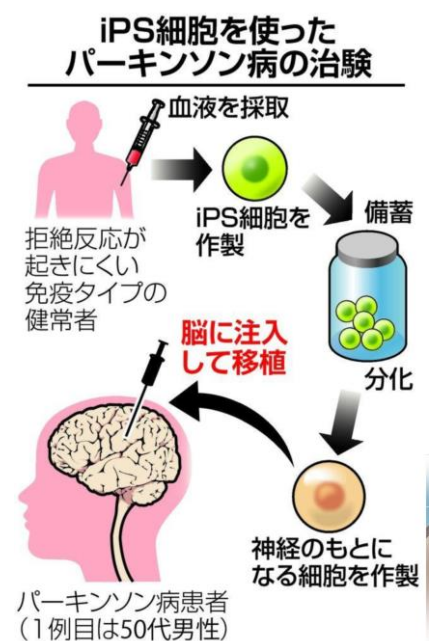 iPS細胞を使った
パーキンソン病の治験
血液を採取
iPS細胞を
作製
備蓄
拒絶反応が
起きにくい
免疫タイプの
健常者
分化
神経のもとに
なる細胞を作製
脳に注入
して移植
パーキンソン病患者
(1例目は50代男性)